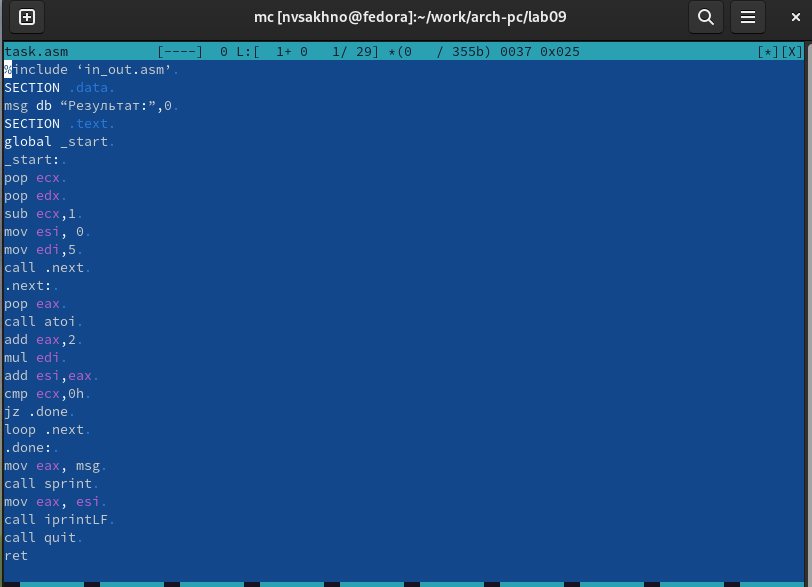 mc [nvsakhno@fedora]:~/work/arch-pc/lab09
task.asm [----] 0 L:[ 1+ 0 1/ 29] *(0 / 355b) 0037 0x025 [*][X]
%include ‘in_out.asm’.
SECTION .data.
msg db “Результат:”,0.
SECTION .text.
global _start.
_start:.
pop ecx.
pop edx.
sub ecx,1.
mov esi, 0.
mov edi,5.
call .next.
.next:.
pop eax.
call atoi.
add eax,2.
mul edi.
add esi,eax.
cmp ecx,0h.
jz .done.
loop .next.
.done:.
mov eax, msg.
call sprint.
mov eax, esi.
call iprintLF.
call quit.
ret